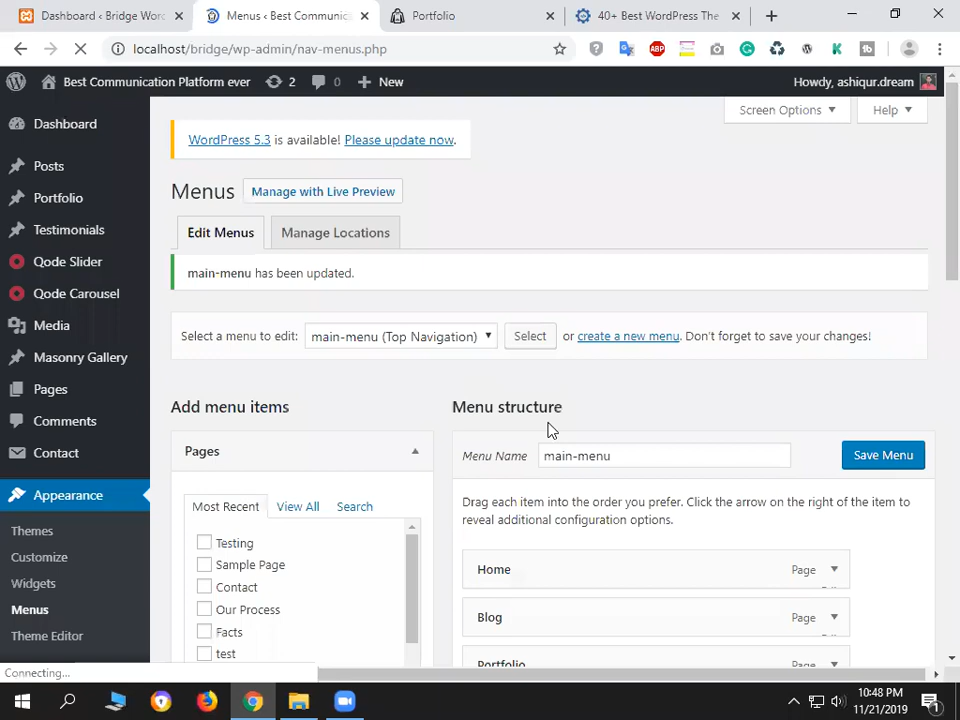 Dashboard ‹ Bridge Wor
Menus ‹ Best Communic
Portfolio
40+ Best WordPress The
localhost/bridge/wp-admin/nav-menus.php
Best Communication Platform ever
2
0
New
Howdy, ashiqur.dream
Dashboard
Posts
Portfolio
Testimonials
Qode Slider
Qode Carousel
Media
Masonry Gallery
Pages
Comments
Contact
Appearance
Themes
Customize
Widgets
Menus
Theme Editor
Screen Options
Help
WordPress 5.3 is available! Please update now.
Menus
Manage with Live Preview
Edit Menus
Manage Locations
main-menu has been updated.
Select a menu to edit:
main-menu (Top Navigation)
Select
or create a new menu. Don't forget to save your changes!
Add menu items
Pages
Most Recent
View All
Search
Testing
Sample Page
Contact
Our Process
Facts
test
Menu structure
Menu Name
main-menu
Save Menu
Drag each item into the order you prefer. Click the arrow on the right of the item to
reveal additional configuration options.
Home
Page
Blog
Page
Portfolio
Page
Connecting...
10:48 PM
11/21/2019
1